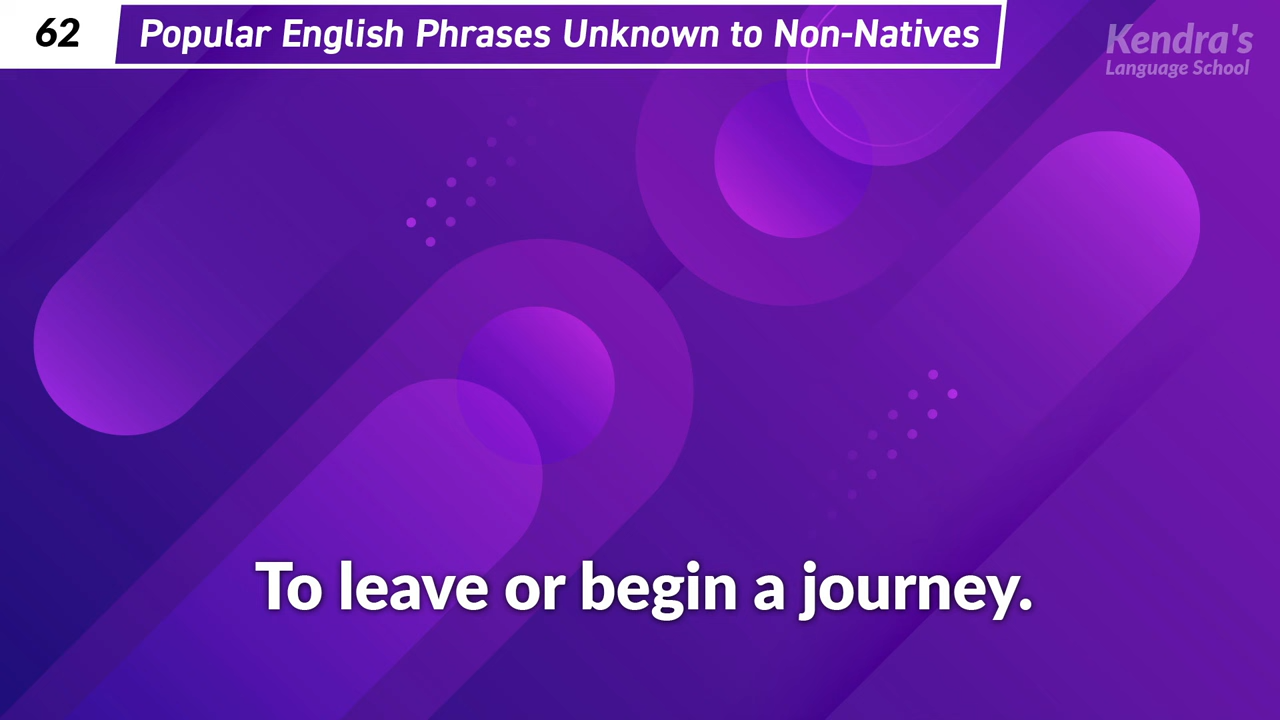 62
Popular English Phrases Unknown to Non-Natives
Kendra's
Language School
To leave or begin a journey.